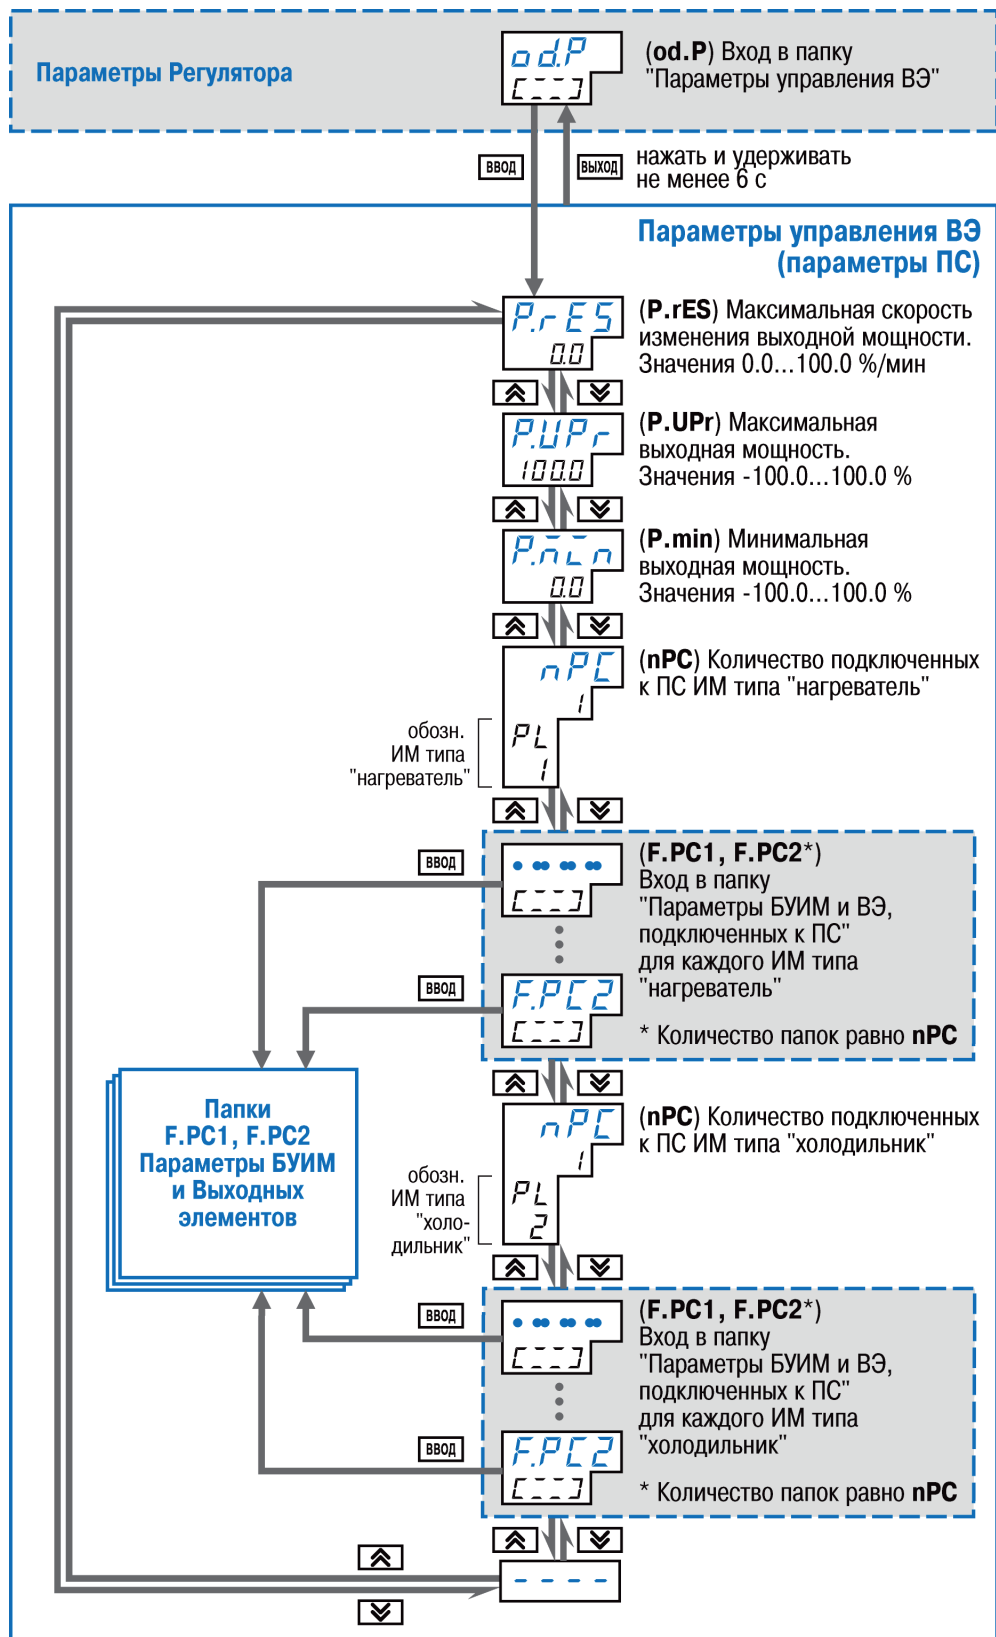 Параметры Регулятора
od.P
(od.P) Вход в папку
"Параметры управления ВЭ"
ВВОД
ВЫХОД
нажать и удерживать
не менее 6 с
Параметры управления ВЭ
(параметры ПС)
P.rES
0.0
(P.rES) Максимальная скорость
изменения выходной мощности.
Значения 0.0...100.0 %/мин
P.UPr
100.0
(P.UPr) Максимальная
выходная мощность.
Значения -100.0...100.0 %
P.min
0.0
(P.min) Минимальная
выходная мощность.
Значения -100.0...100.0 %
nPC
1
(nPC) Количество подключенных
к ПС ИМ типа "нагреватель"
обозн.
ИМ типа
"нагреватель"
PL
1
ВВОД
(F.PC1, F.PC2*)
Вход в папку
"Параметры БУИМ и ВЭ,
подключенных к ПС"
для каждого ИМ типа
"нагреватель"
ВВОД
F.PC2
* Количество папок равно nPC
Папки
F.PC1, F.PC2
Параметры БУИМ
и Выходных
элементов
nPC
1
(nPC) Количество подключенных
к ПС ИМ типа "холодильник"
обозн.
ИМ типа
"холо-
дильник"
PL
2
ВВОД
(F.PC1, F.PC2*)
Вход в папку
"Параметры БУИМ и ВЭ,
подключенных к ПС"
для каждого ИМ типа
"холодильник"
ВВОД
F.PC2
* Количество папок равно nPC
- - - -